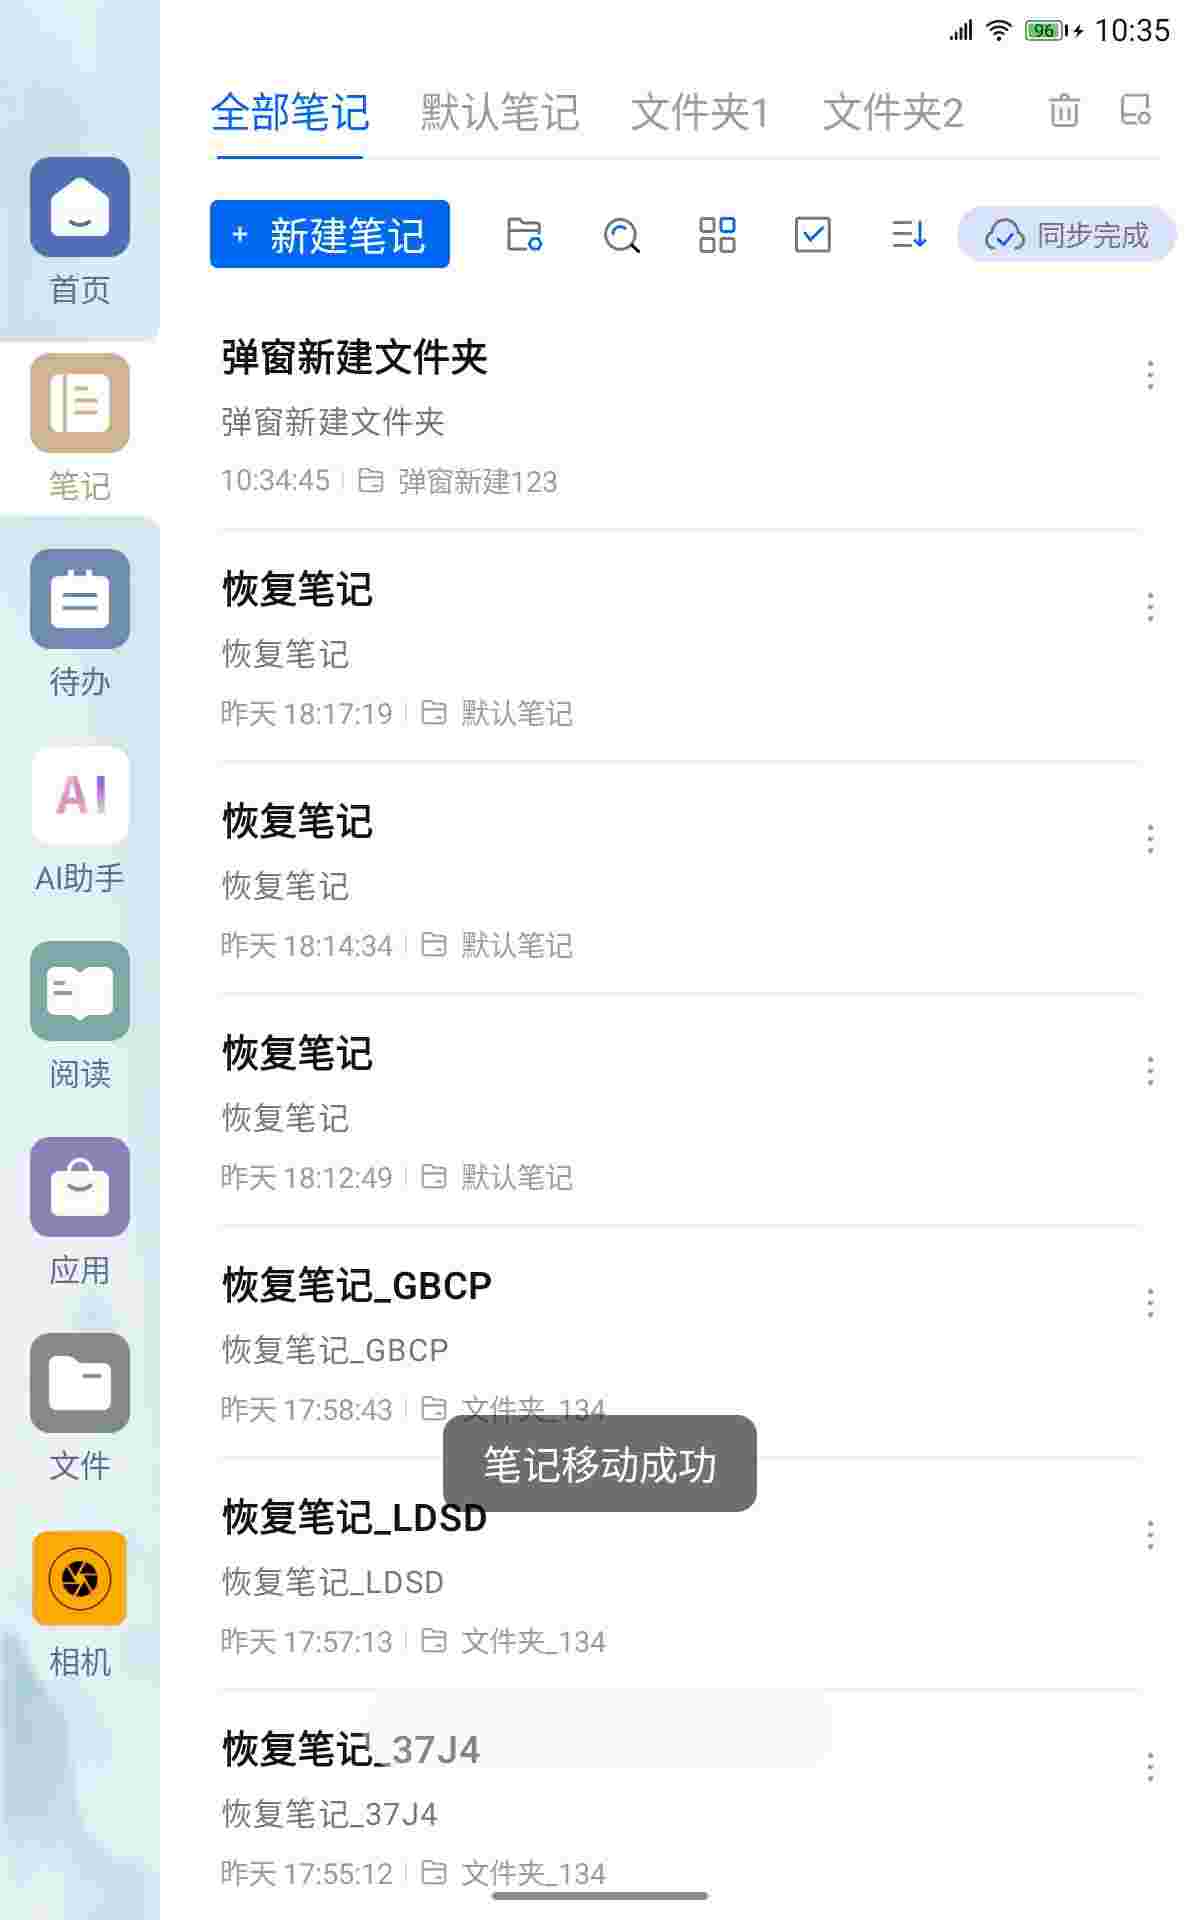 96 10:35
全部笔记 默认笔记 文件夹1 文件夹2
+ 新建笔记 同步完成
首页
笔记
待办
AI
AI助手
阅读
应用
文件
相机
弹窗新建文件夹
弹窗新建文件夹
10:34:45 弹窗新建123
恢复笔记
恢复笔记
昨天 18:17:19 默认笔记
恢复笔记
恢复笔记
昨天 18:14:34 默认笔记
恢复笔记
恢复笔记
昨天 18:12:49 默认笔记
恢复笔记_GBCP
恢复笔记_GBCP
昨天 17:58:43 文件夹_134
笔记移动成功
恢复笔记_LDSD
恢复笔记_LDSD
昨天 17:57:13 文件夹_134
恢复笔记_37J4
恢复笔记_37J4
昨天 17:55:12 文件夹_134